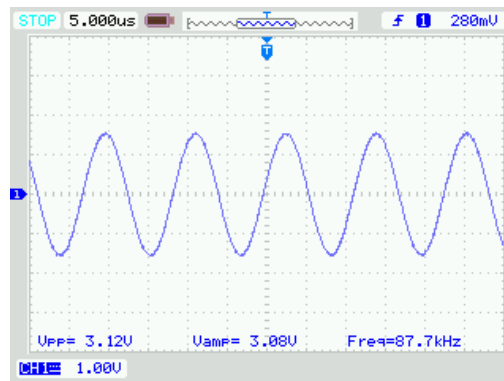 STOP 5.000us T 1 280mV
T
1
Vpp= 3.12V Vamp= 3.08V Freq=87.7kHz
CH1 1.00V